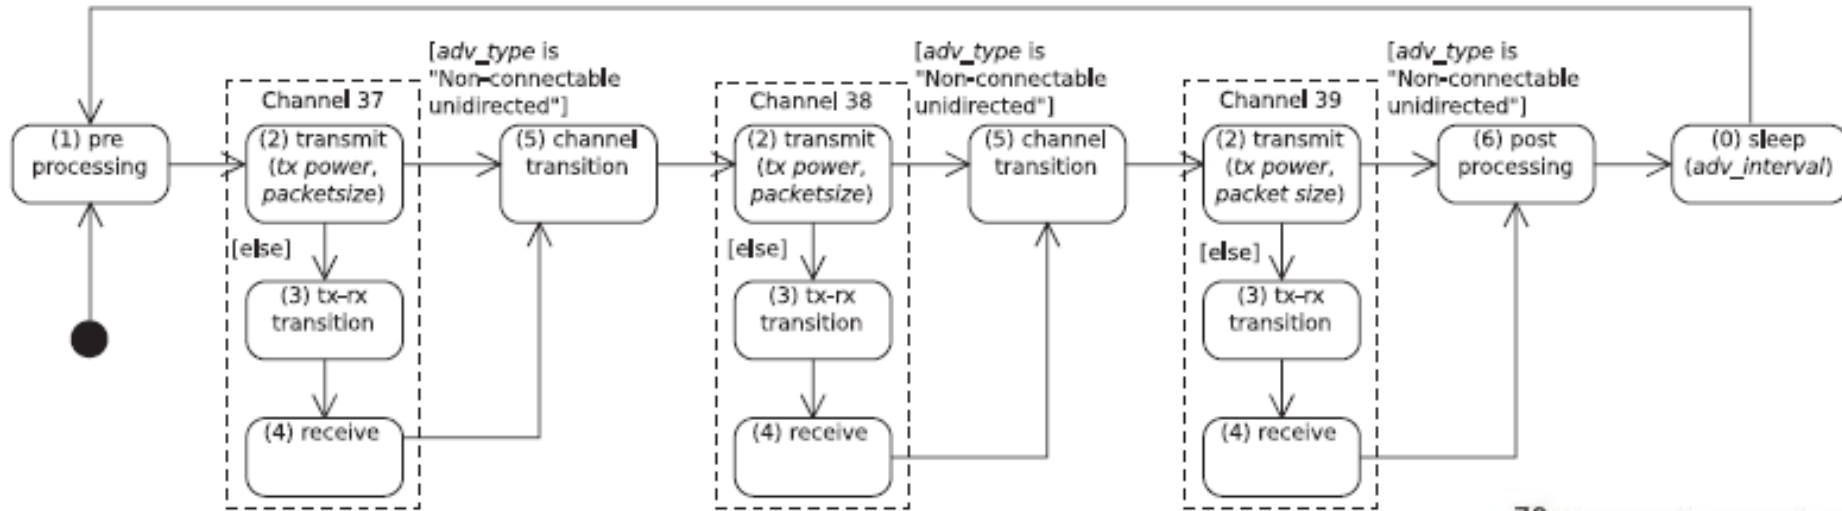 [adv_type is
"Non-connectable
unidirected"]
[adv_type is
"Non-connectable
unidirected"]
[adv_type is
"Non-connectable
unidirected"]
Channel 37
Channel 38
Channel 39
(1) pre
processing
(2) transmit
(tx power,
packetsize)
(5) channel
transition
(2) transmit
(tx power,
packetsize)
(5) channel
transition
(2) transmit
(tx power,
packet size)
(6) post
processing
(0) sleep
(adv_interval)
[else]
[else]
[else]
(3) tx-rx
transition
(3) tx-rx
transition
(3) tx-rx
transition
(4) receive
(4) receive
(4) receive